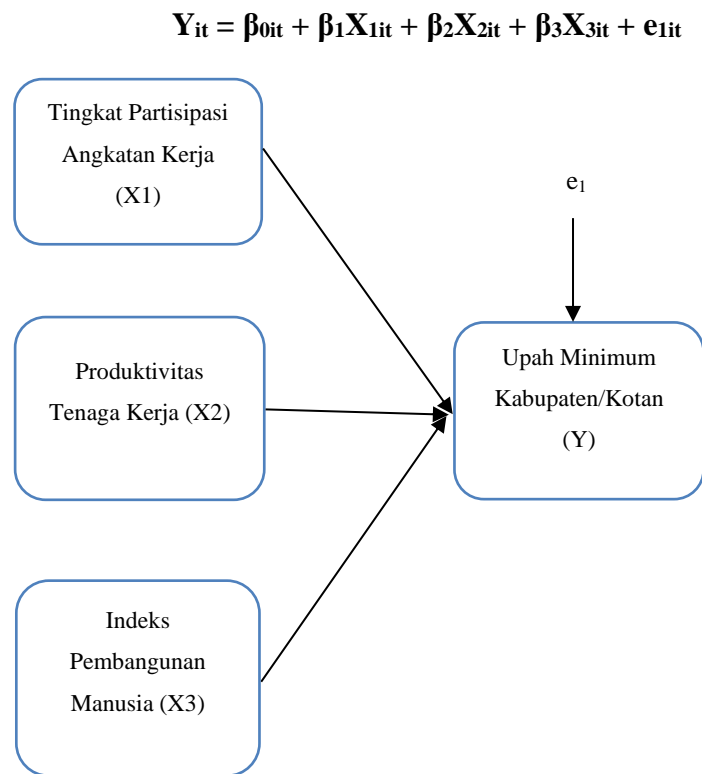 Yit = β0it + β1X1it + β2X2it + β3X3it + e1it
Tingkat Partisipasi
Angkatan Kerja
(X1)
e1
Produktivitas
Tenaga Kerja (X2)
Upah Minimum
Kabupaten/Kotan
(Y)
Indeks
Pembangunan
Manusia (X3)